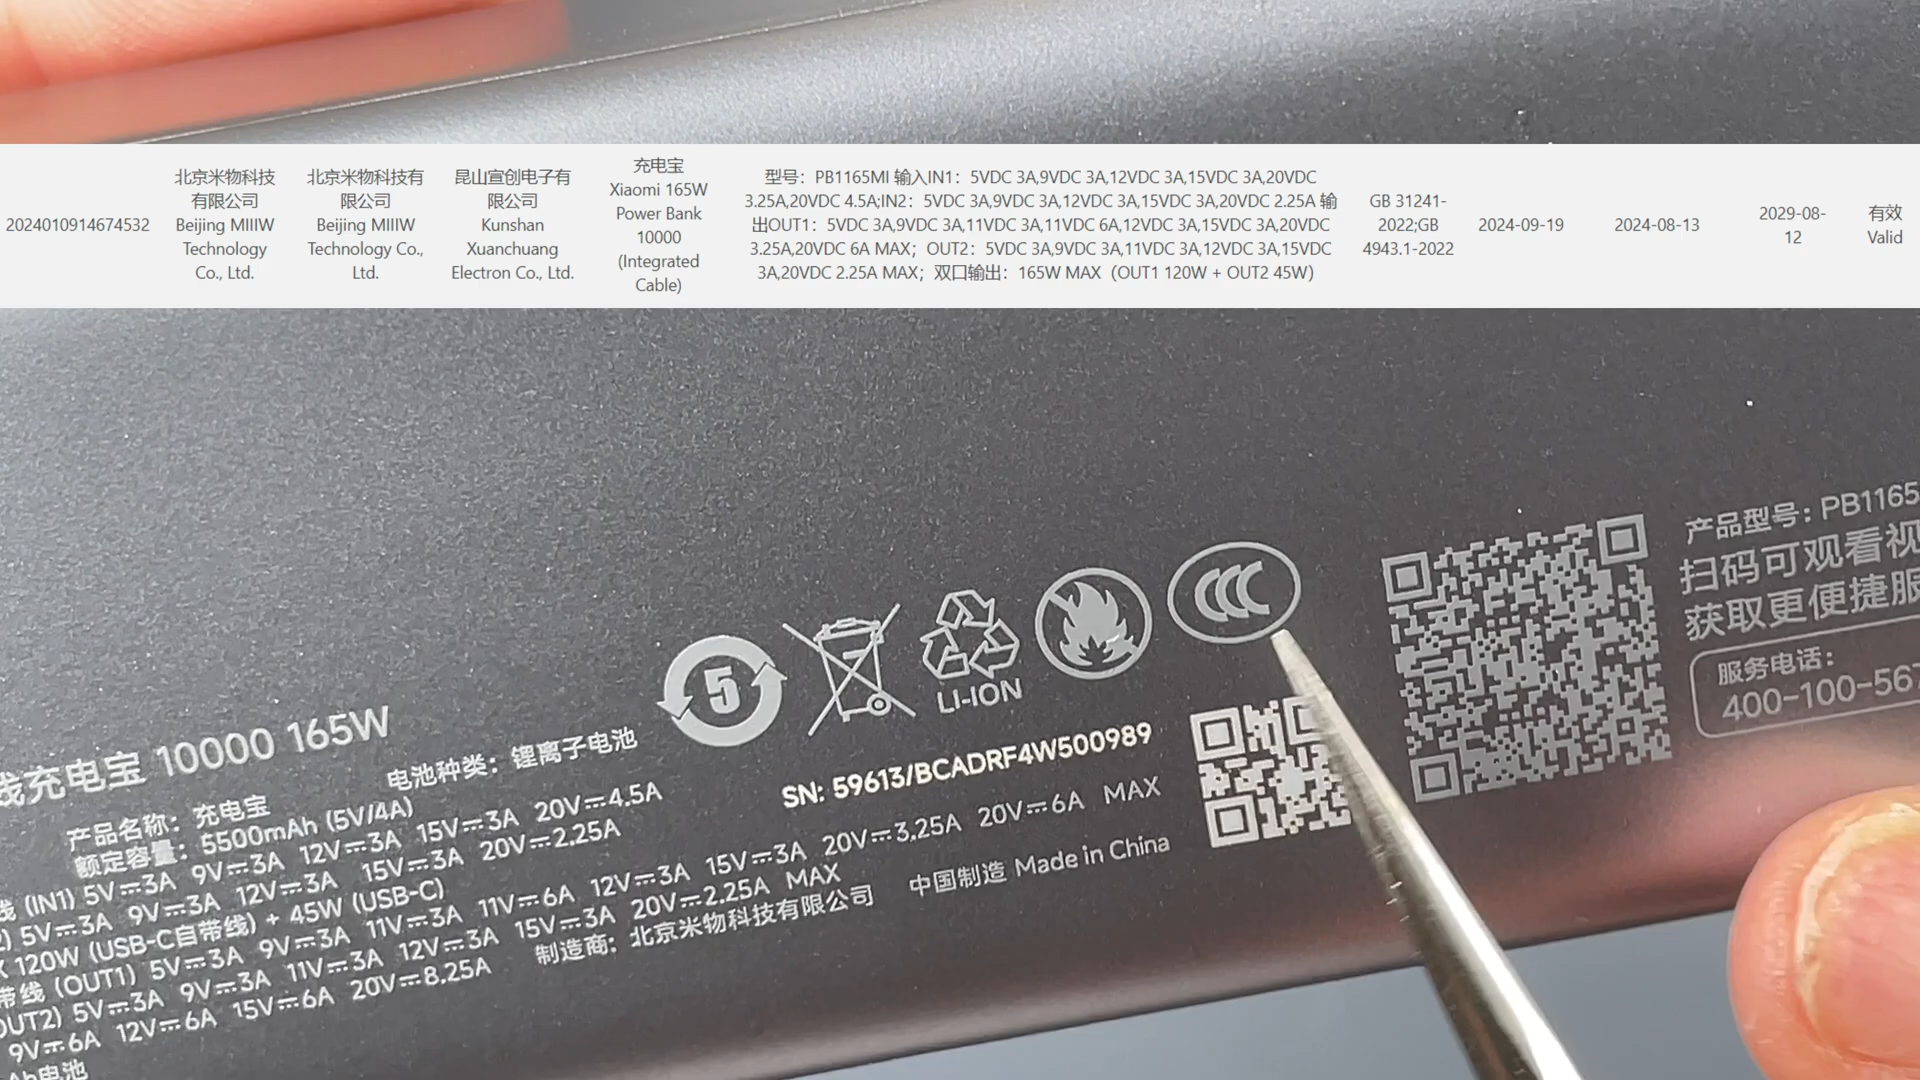 2024010914674532
北京米物科技
有限公司
Beijing MIIIW
Technology
Co., Ltd.
北京米物科技有
限公司
Beijing MIIIW
Technology Co.,
Ltd.
昆山宣创电子有
限公司
Kunshan
Xuanchuang
Electron Co., Ltd.
充电宝
Xiaomi 165W
Power Bank
10000
(Integrated
Cable)
型号：PB1165MI 输入IN1：5VDC 3A,9VDC 3A,12VDC 3A,15VDC 3A,20VDC
3.25A,20VDC 4.5A;IN2：5VDC 3A,9VDC 3A,12VDC 3A,15VDC 3A,20VDC 2.25A 输
出OUT1：5VDC 3A,9VDC 3A,11VDC 3A,11VDC 6A,12VDC 3A,15VDC 3A,20VDC
3.25A,20VDC 6A MAX；OUT2：5VDC 3A,9VDC 3A,11VDC 3A,12VDC 3A,15VDC
3A,20VDC 2.25A MAX；双口输出：165W MAX（OUT1 120W + OUT2 45W）
GB 31241-
2022;GB
4943.1-2022
2024-09-19
2024-08-13
2029-08-
12
有效
Valid
线充电宝 10000 165W
产品名称：充电宝
电池种类：锂离子电池
额定容量：5500mAh (5V/4A)
线 (IN1) 5V⎓3A 9V⎓3A 12V⎓3A 15V⎓3A 20V⎓4.5A
5V⎓3A 9V⎓3A 12V⎓3A 15V⎓3A 20V⎓2.25A
120W (USB-C自带线) + 45W (USB-C)
带线 (OUT1) 5V⎓3A 9V⎓3A 11V⎓3A 11V⎓6A 12V⎓3A 15V⎓3A 20V⎓3.25A 20V⎓6A MAX
OUT2) 5V⎓3A 9V⎓3A 11V⎓3A 12V⎓3A 15V⎓3A 20V⎓2.25A MAX
9V⎓6A 12V⎓6A 15V⎓6A 20V⎓8.25A
制造商：北京米物科技有限公司
中国制造 Made in China
电池
5
LI-ION
CCC
SN: 59613/BCADRF4W500989
产品型号：PB1165
扫码可观看视
获取更便捷服
服务电话：
400-100-567